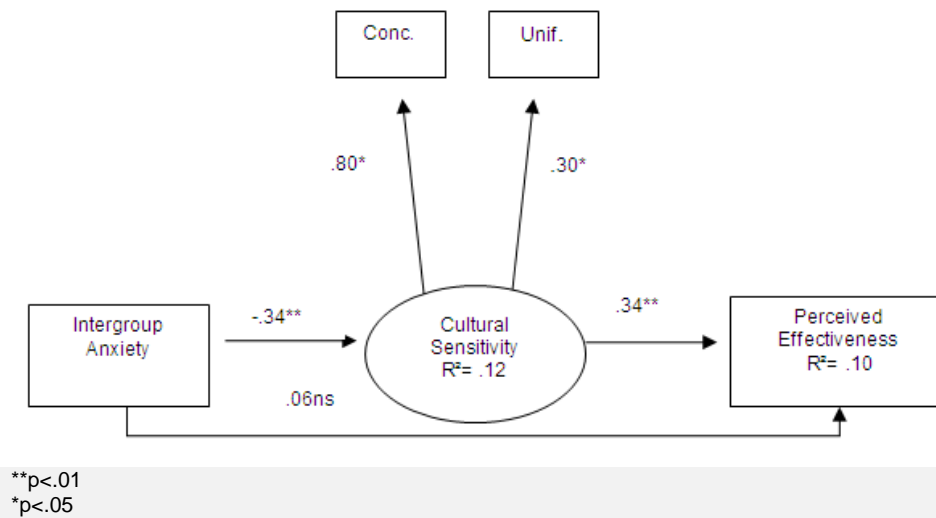 Conc.
Unif.
.80*
.30*
Intergroup
Anxiety
-.34**
Cultural
Sensitivity
R²= .12
.34**
Perceived
Effectiveness
R²= .10
.06ns
**p<.01
*p<.05